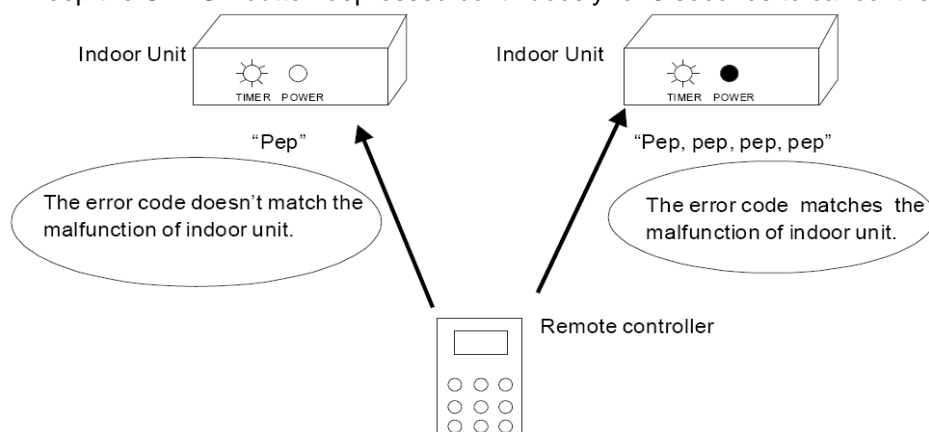 Indoor Unit
TIMER POWER
Indoor Unit
TIMER POWER
“Pep”
“Pep, pep, pep, pep”
The error code doesn’t match the
malfunction of indoor unit.
The error code matches the
malfunction of indoor unit.
Remote controller